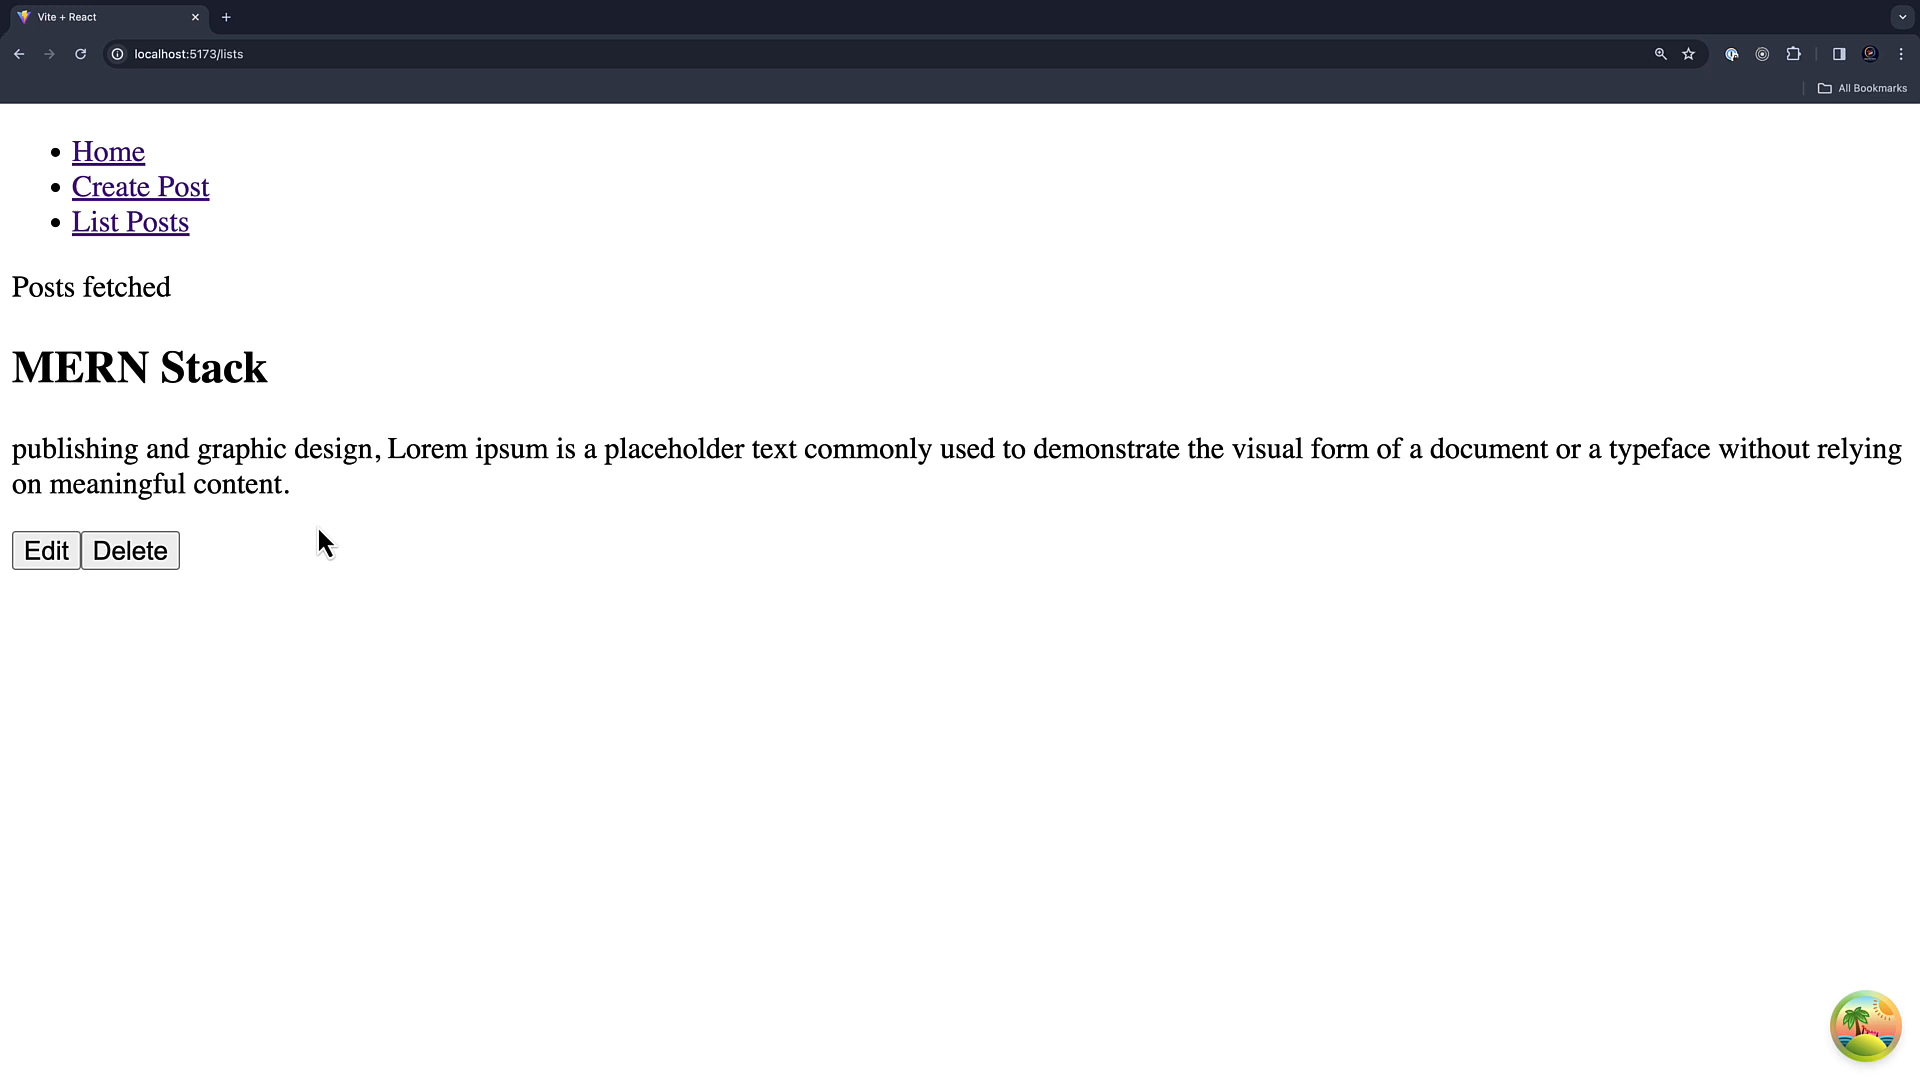 Vite + React
localhost:5173/lists
All Bookmarks
Home
Create Post
List Posts
Posts fetched
MERN Stack
publishing and graphic design, Lorem ipsum is a placeholder text commonly used to demonstrate the visual form of a document or a typeface without relying
on meaningful content.
Edit Delete